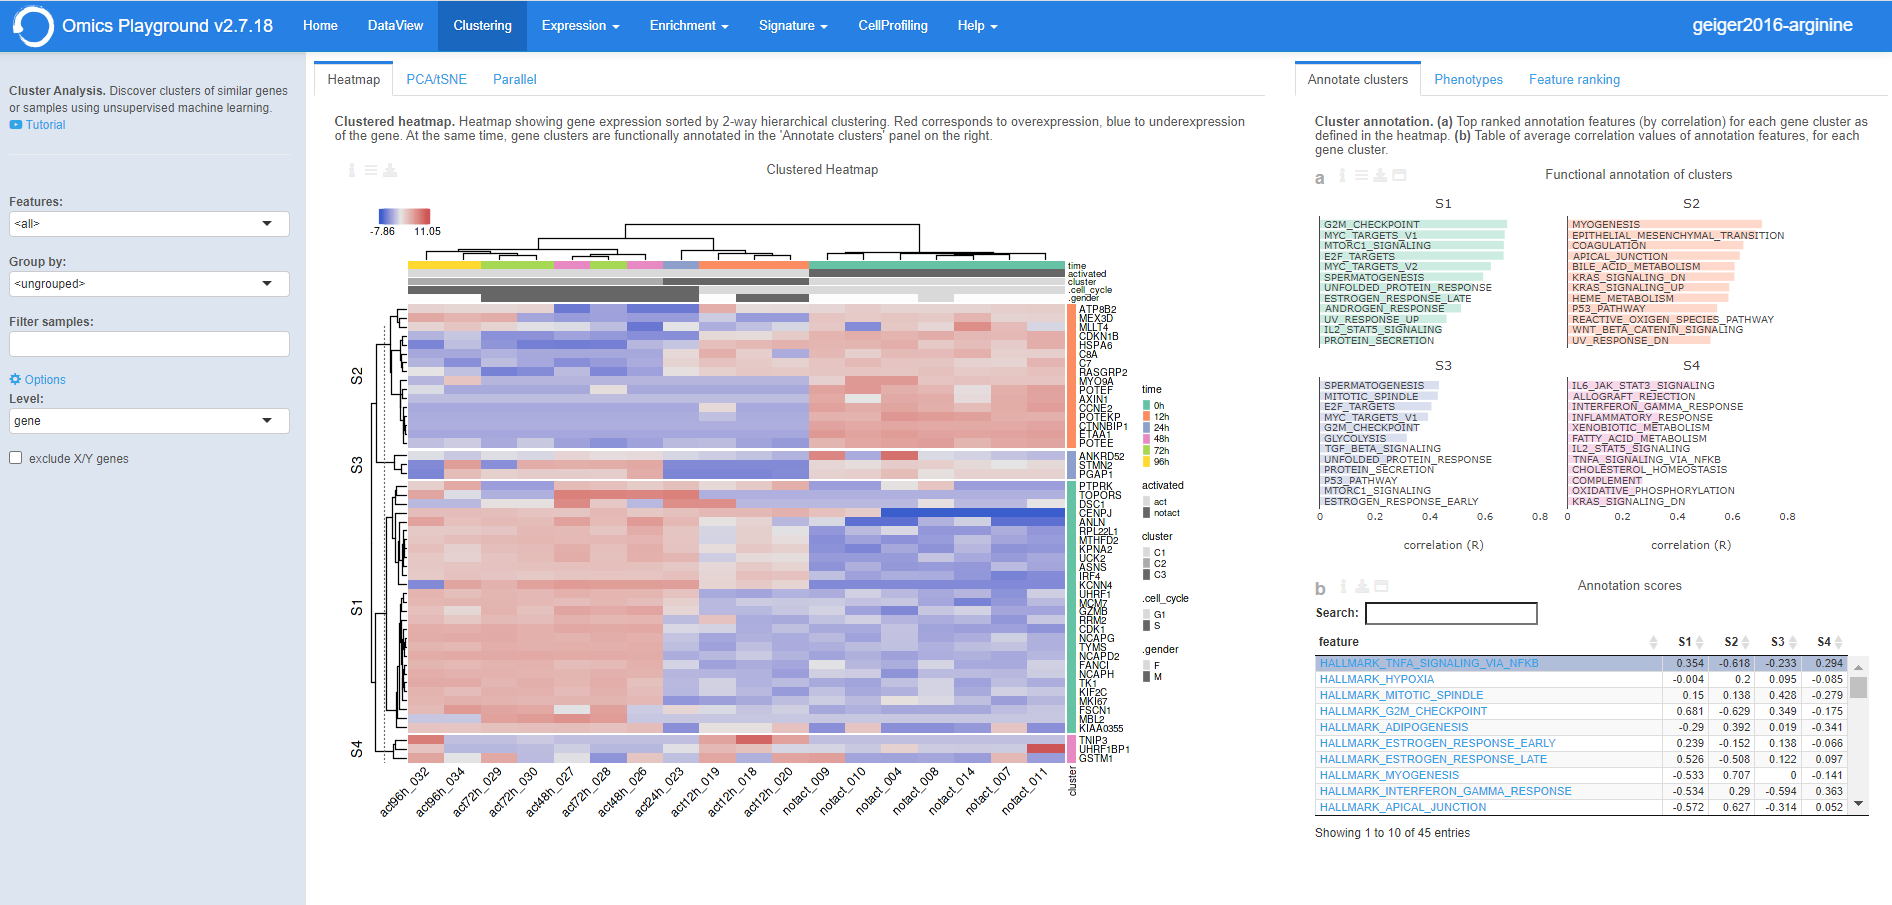 Omics Playground v2.7.18
Home
DataView
Clustering
Expression
Enrichment
Signature
CellProfiling
Help
geiger2016-arginine
Cluster Analysis. Discover clusters of similar genes
or samples using unsupervised machine learning.
Tutorial
Features:
<all>
Group by:
<ungrouped>
Filter samples:
Options
Level:
gene
exclude X/Y genes
Heatmap
PCA/tSNE
Parallel
Clustered heatmap. Heatmap showing gene expression sorted by 2-way hierarchical clustering. Red corresponds to overexpression, blue to underexpression
of the gene. At the same time, gene clusters are functionally annotated in the 'Annotate clusters' panel on the right.
Clustered Heatmap
-7.86 11.05
time
activated
cluster
.cell_cycle
.gender
S2
S3
S1
S4
ATP8B2
MEX3D
MLLT4
CDKN1B
HSPA6
C8A
C7
RASGRP2
MYO9A
POTEF
AXIN1
CCNE2
POTEKP
CTNNBIP1
ETAA1
POTEE
ANKRD52
STMN2
PGAP1
PTPRK
TOPORS
DSC1
CENPJ
ANLN
RPL22L1
MTHFD2
KPNA2
UCK2
ASNS
IRF4
KCNN4
UHRF1
MCM7
GZMB
RRM2
CDK1
NCAPG
TYMS
NCAPD2
FANCI
NCAPH
TK1
KIF2C
MKI67
FSCN1
MBL2
KIAA0355
TNIP3
UHRF1BP1
GSTM1
act96h_032
act96h_034
act72h_029
act72h_030
act48h_027
act72h_028
act48h_026
act24h_023
act12h_019
act12h_018
act12h_020
notact_009
notact_010
notact_004
notact_008
notact_014
notact_007
notact_011
cluster
time
0h
12h
24h
48h
72h
96h
activated
act
notact
cluster
C1
C2
C3
.cell_cycle
G1
S
.gender
F
M
Annotate clusters
Phenotypes
Feature ranking
Cluster annotation. (a) Top ranked annotation features (by correlation) for each gene cluster as
defined in the heatmap. (b) Table of average correlation values of annotation features, for each
gene cluster.
a
Functional annotation of clusters
S1
G2M_CHECKPOINT
MYC_TARGETS_V1
MTORC1_SIGNALING
E2F_TARGETS
MYC_TARGETS_V2
SPERMATOGENESIS
UNFOLDED_PROTEIN_RESPONSE
ESTROGEN_RESPONSE_LATE
ANDROGEN_RESPONSE
UV_RESPONSE_UP
IL2_STAT5_SIGNALING
PROTEIN_SECRETION
S2
MYOGENESIS
EPITHELIAL_MESENCHYMAL_TRANSITION
COAGULATION
APICAL_JUNCTION
BILE_ACID_METABOLISM
KRAS_SIGNALING_DN
KRAS_SIGNALING_UP
HEME_METABOLISM
P53_PATHWAY
REACTIVE_OXIGEN_SPECIES_PATHWAY
WNT_BETA_CATENIN_SIGNALING
UV_RESPONSE_DN
S3
SPERMATOGENESIS
MITOTIC_SPINDLE
E2F_TARGETS
MYC_TARGETS_V1
G2M_CHECKPOINT
GLYCOLYSIS
TGF_BETA_SIGNALING
UNFOLDED_PROTEIN_RESPONSE
PROTEIN_SECRETION
P53_PATHWAY
MTORC1_SIGNALING
ESTROGEN_RESPONSE_EARLY
0 0.2 0.4 0.6 0.8
correlation (R)
S4
IL6_JAK_STAT3_SIGNALING
ALLOGRAFT_REJECTION
INTERFERON_GAMMA_RESPONSE
INFLAMMATORY_RESPONSE
XENOBIOTIC_METABOLISM
FATTY_ACID_METABOLISM
IL2_STAT5_SIGNALING
TNFA_SIGNALING_VIA_NFKB
CHOLESTEROL_HOMEOSTASIS
COMPLEMENT
OXIDATIVE_PHOSPHORYLATION
KRAS_SIGNALING_DN
0 0.2 0.4 0.6 0.8
correlation (R)
b
Annotation scores
Search:
feature S1 S2 S3 S4
HALLMARK_TNFA_SIGNALING_VIA_NFKB 0.354 -0.618 -0.233 0.294
HALLMARK_HYPOXIA -0.004 0.2 0.095 -0.085
HALLMARK_MITOTIC_SPINDLE 0.15 0.138 0.428 -0.279
HALLMARK_G2M_CHECKPOINT 0.681 -0.629 0.349 -0.175
HALLMARK_ADIPOGENESIS -0.29 0.392 0.019 -0.341
HALLMARK_ESTROGEN_RESPONSE_EARLY 0.239 -0.152 0.138 -0.066
HALLMARK_ESTROGEN_RESPONSE_LATE 0.526 -0.508 0.122 0.097
HALLMARK_MYOGENESIS -0.533 0.707 0 -0.141
HALLMARK_INTERFERON_GAMMA_RESPONSE -0.534 0.29 -0.594 0.363
HALLMARK_APICAL_JUNCTION -0.572 0.627 -0.314 0.052
Showing 1 to 10 of 45 entries